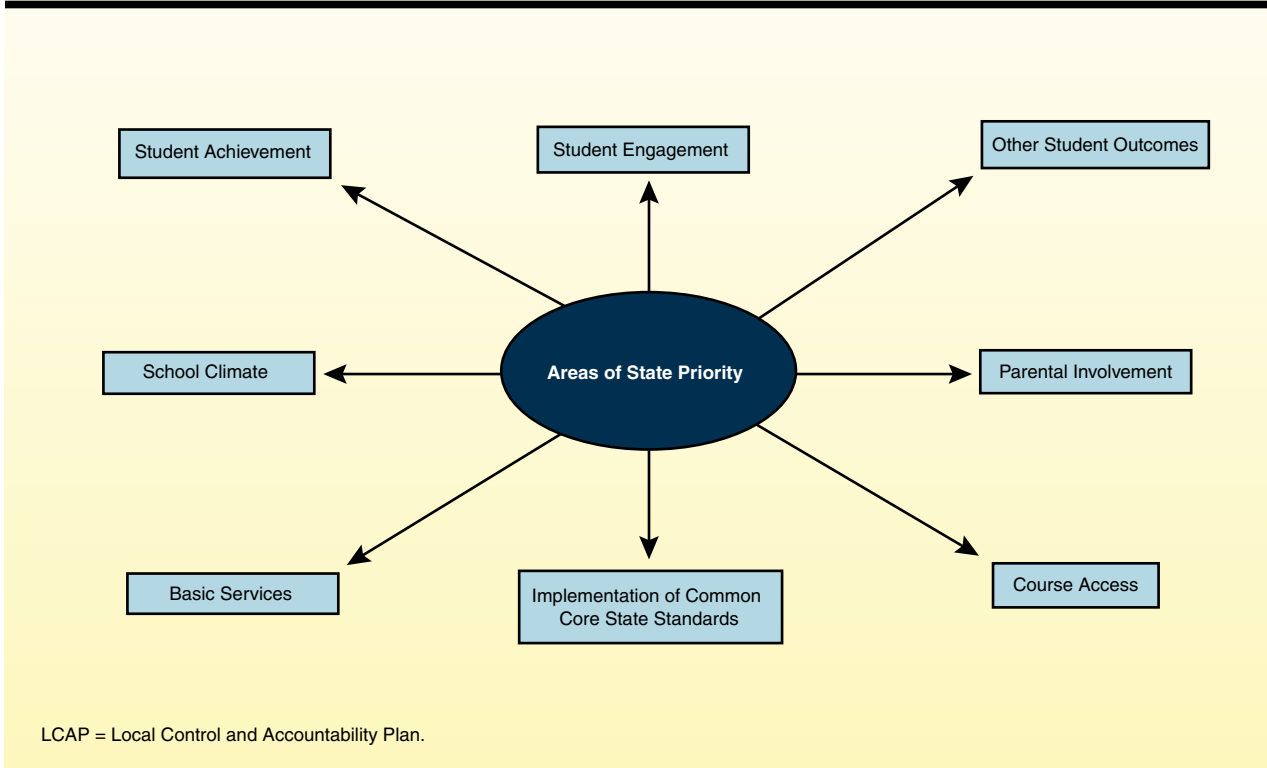 Student Achievement
Student Engagement
Other Student Outcomes
School Climate
Areas of State Priority
Parental Involvement
Basic Services
Implementation of Common
Core State Standards
Course Access
LCAP = Local Control and Accountability Plan.